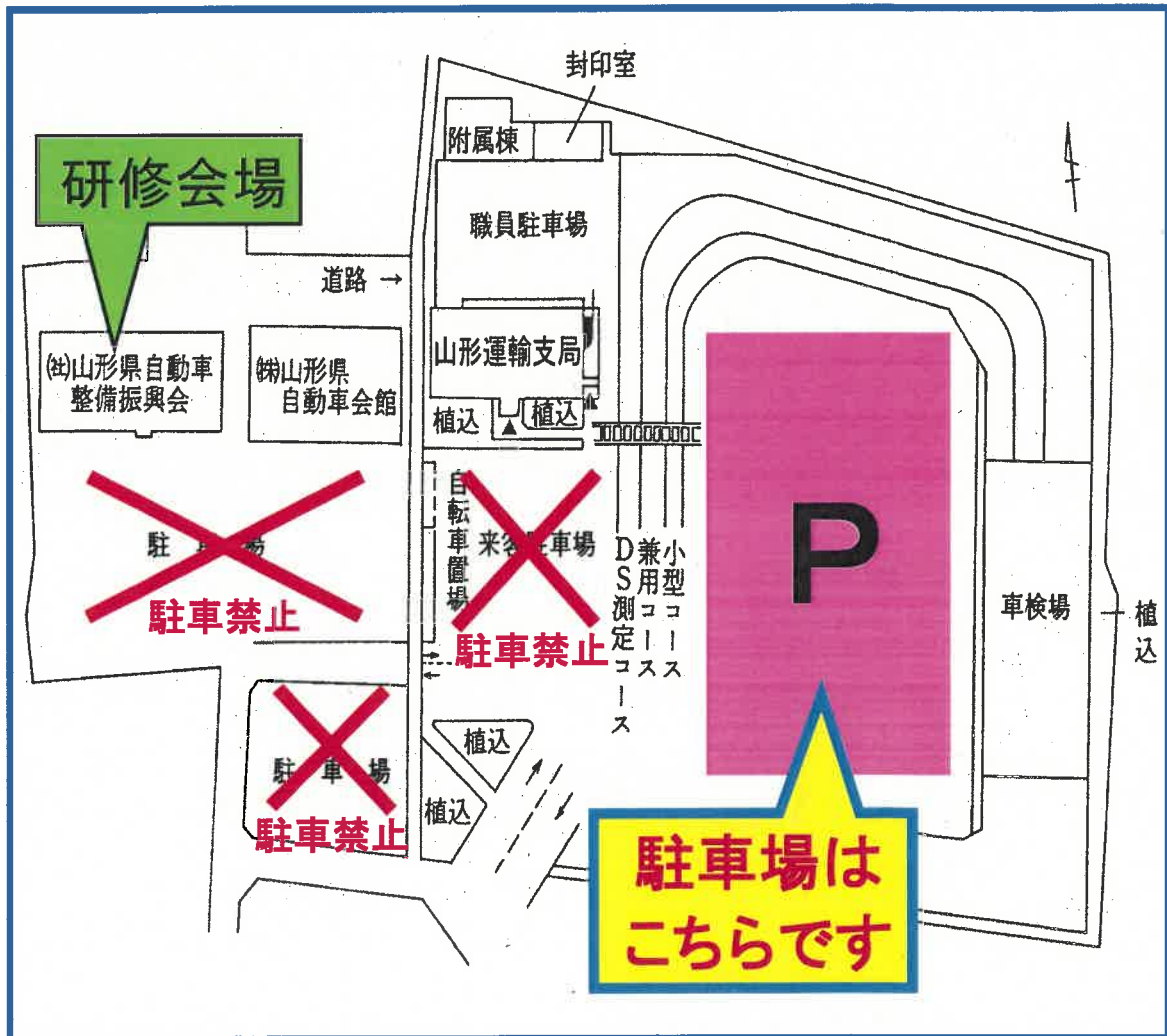 封印室
附属棟
研修会場
職員駐車場
道路 →
㈳山形県自動車
整備振興会
㈱山形県
自動車会館
山形運輸支局
植込
植込
自転車置場
駐車場
駐車禁止
来客駐車場
駐車禁止
DS測定コース
兼用コース
小型コース
P
車検場
植込
駐車場
駐車禁止
植込
植込
駐車場は
こちらです